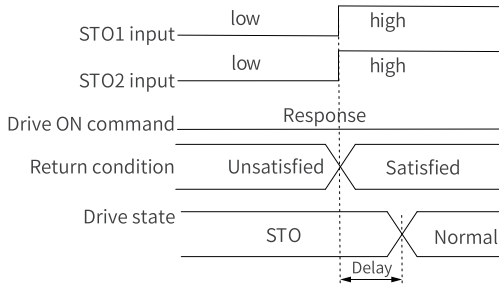 low high
STO1 input
low high
STO2 input
Response
Drive ON command
Return condition Unsatisfied Satisfied
Drive state
STO Normal
Delay